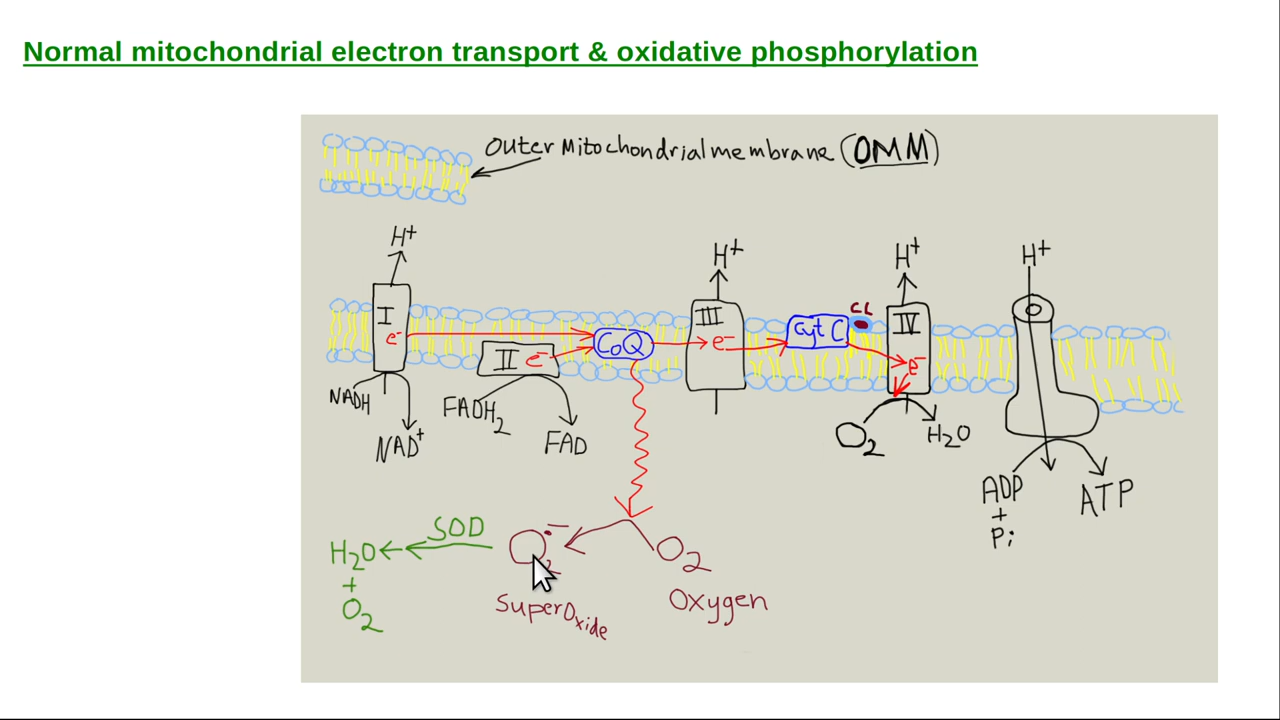 Normal mitochondrial electron transport & oxidative phosphorylation
Outer Mitochondrial membrane (OMM)
H+
H+
H+
H+
I
e-
II
e-
CoQ
III
e-
Cyt C
CL
IV
e-
NADH
NAD+
FADH2
FAD
O2
H2O
ADP
+
Pi
ATP
H2O
+
O2
SOD
O2•-
SuperOxide
O2
Oxygen